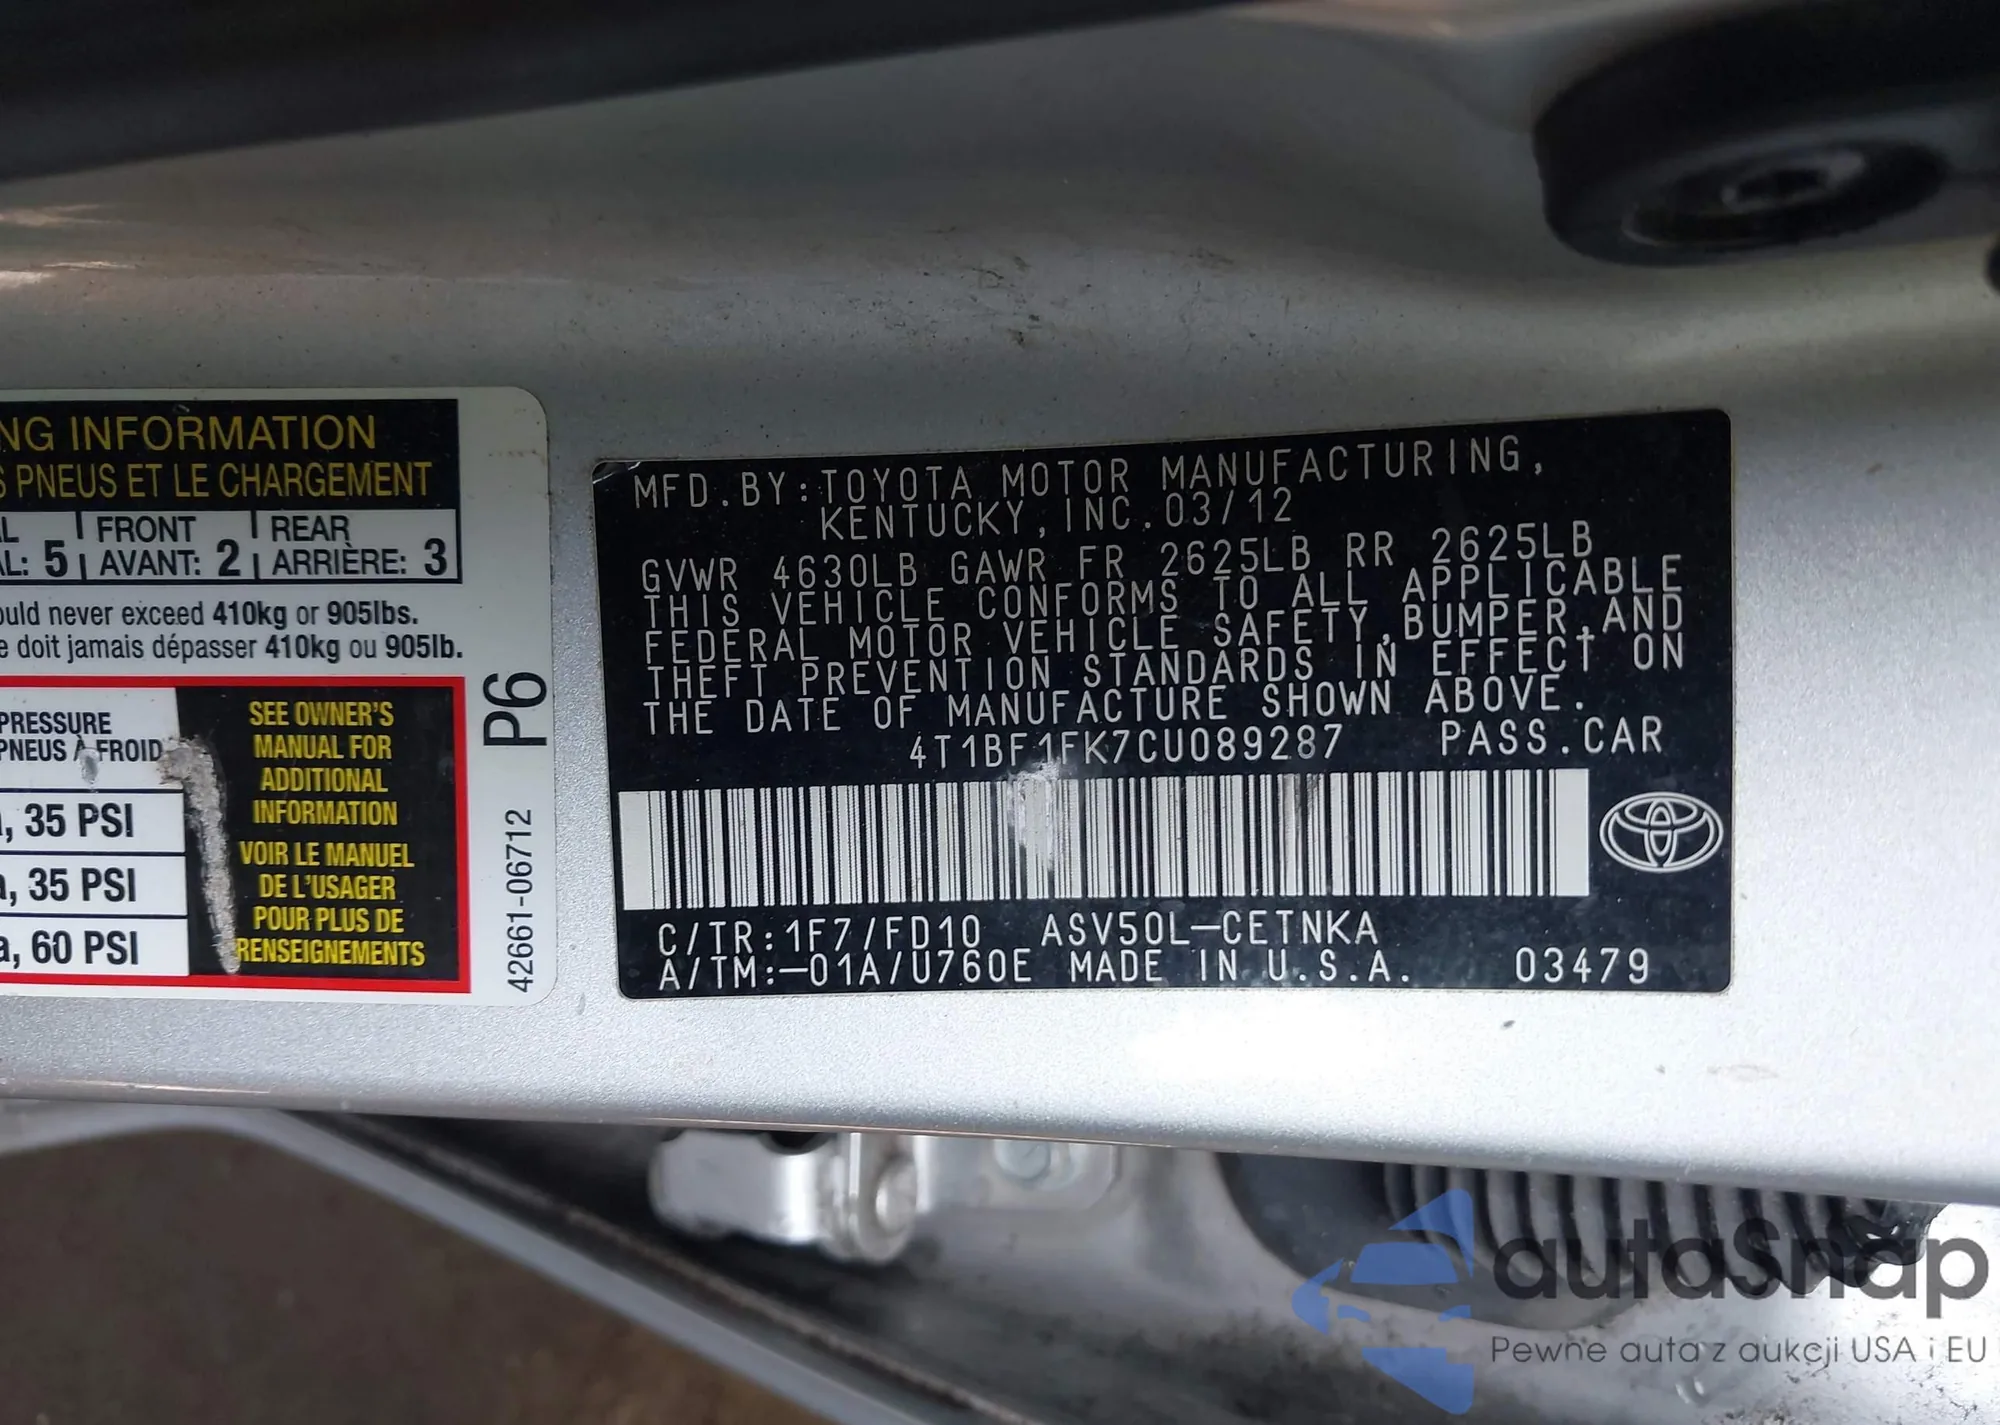 NG INFORMATION
S PNEUS ET LE CHARGEMENT
FRONT REAR
AL: 5 AVANT: 2 ARRIÈRE: 3
ould never exceed 410kg or 905lbs.
e doit jamais dépasser 410kg ou 905lb.
PRESSURE
PNEUS À FROID
, 35 PSI
, 35 PSI
a, 60 PSI
SEE OWNER'S
MANUAL FOR
ADDITIONAL
INFORMATION
VOIR LE MANUEL
DE L'USAGER
POUR PLUS DE
RENSEIGNEMENTS
P6
42661-06712
MFD.BY:TOYOTA MOTOR MANUFACTURING,
KENTUCKY,INC.03/12
GVWR 4630LB GAWR FR 2625LB RR 2625LB
THIS VEHICLE CONFORMS TO ALL APPLICABLE
FEDERAL MOTOR VEHICLE SAFETY,BUMPER,AND
THEFT PREVENTION STANDARDS IN EFFECT ON
THE DATE OF MANUFACTURE SHOWN ABOVE.
4T1BF1FK7CU089287 PASS.CAR
C/TR:1F7/FD10 ASV50L-CETNKA
A/TM:-01A/U760E MADE IN U.S.A. 03479
autaSnap
Pewne auta z aukcji USA i EU